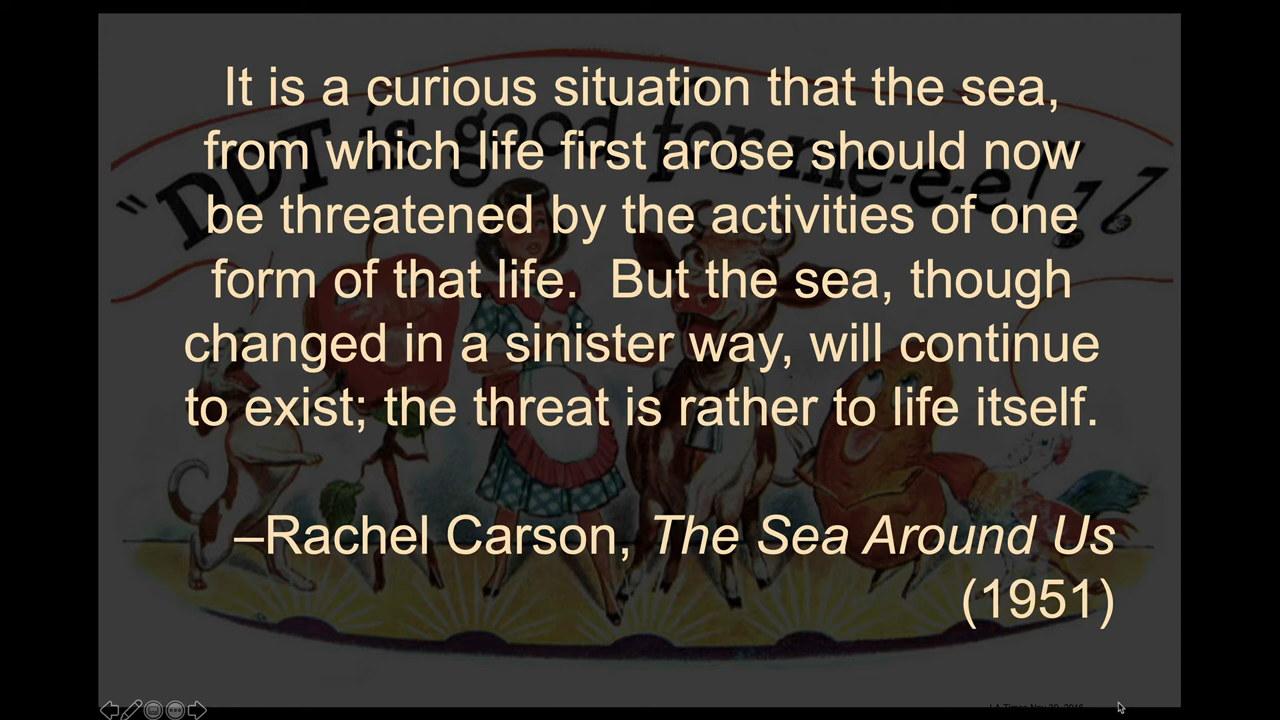 It is a curious situation that the sea,
from which life first arose should now
be threatened by the activities of one
form of that life.  But the sea, though
changed in a sinister way, will continue
to exist; the threat is rather to life itself.
–Rachel Carson, The Sea Around Us
(1951)
"DDT is good for me-e-e!